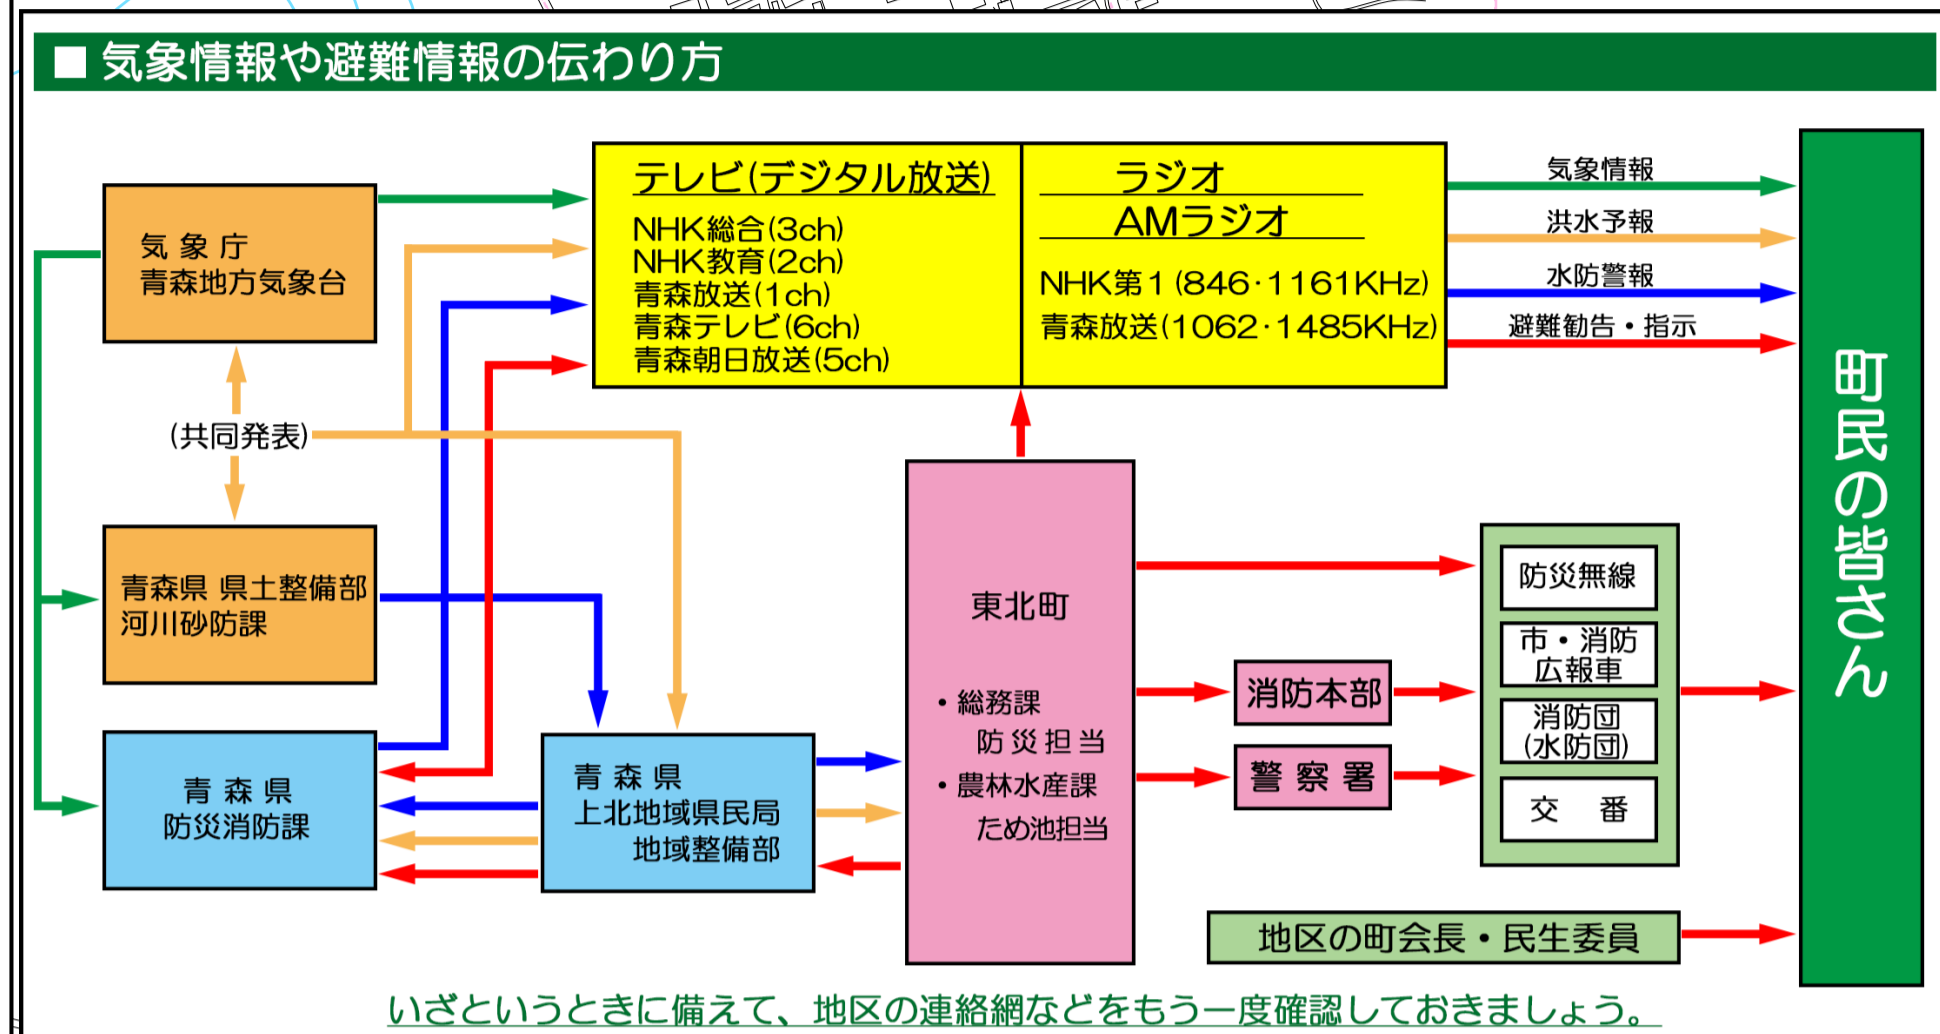 ■ 気象情報や避難情報の伝わり方
気象庁
青森地方気象台
(共同発表)
青森県 県土整備部
河川砂防課
青森県
防災消防課
テレビ(デジタル放送)
NHK総合(3ch)
NHK教育(2ch)
青森放送(1ch)
青森テレビ(6ch)
青森朝日放送(5ch)
ラジオ
AMラジオ
NHK第1(846·1161KHz)
青森放送(1062·1485KHz)
気象情報
洪水予報
水防警報
避難勧告・指示
青森県
上北地域県民局
地域整備部
東北町
・総務課
防災担当
・農林水産課
ため池担当
消防本部
警察署
防災無線
市・消防
広報車
消防団
(水防団)
交番
地区の町会長・民生委員
町民の皆さん
いざというときに備えて、地区の連絡網などをもう一度確認しておきましょう。